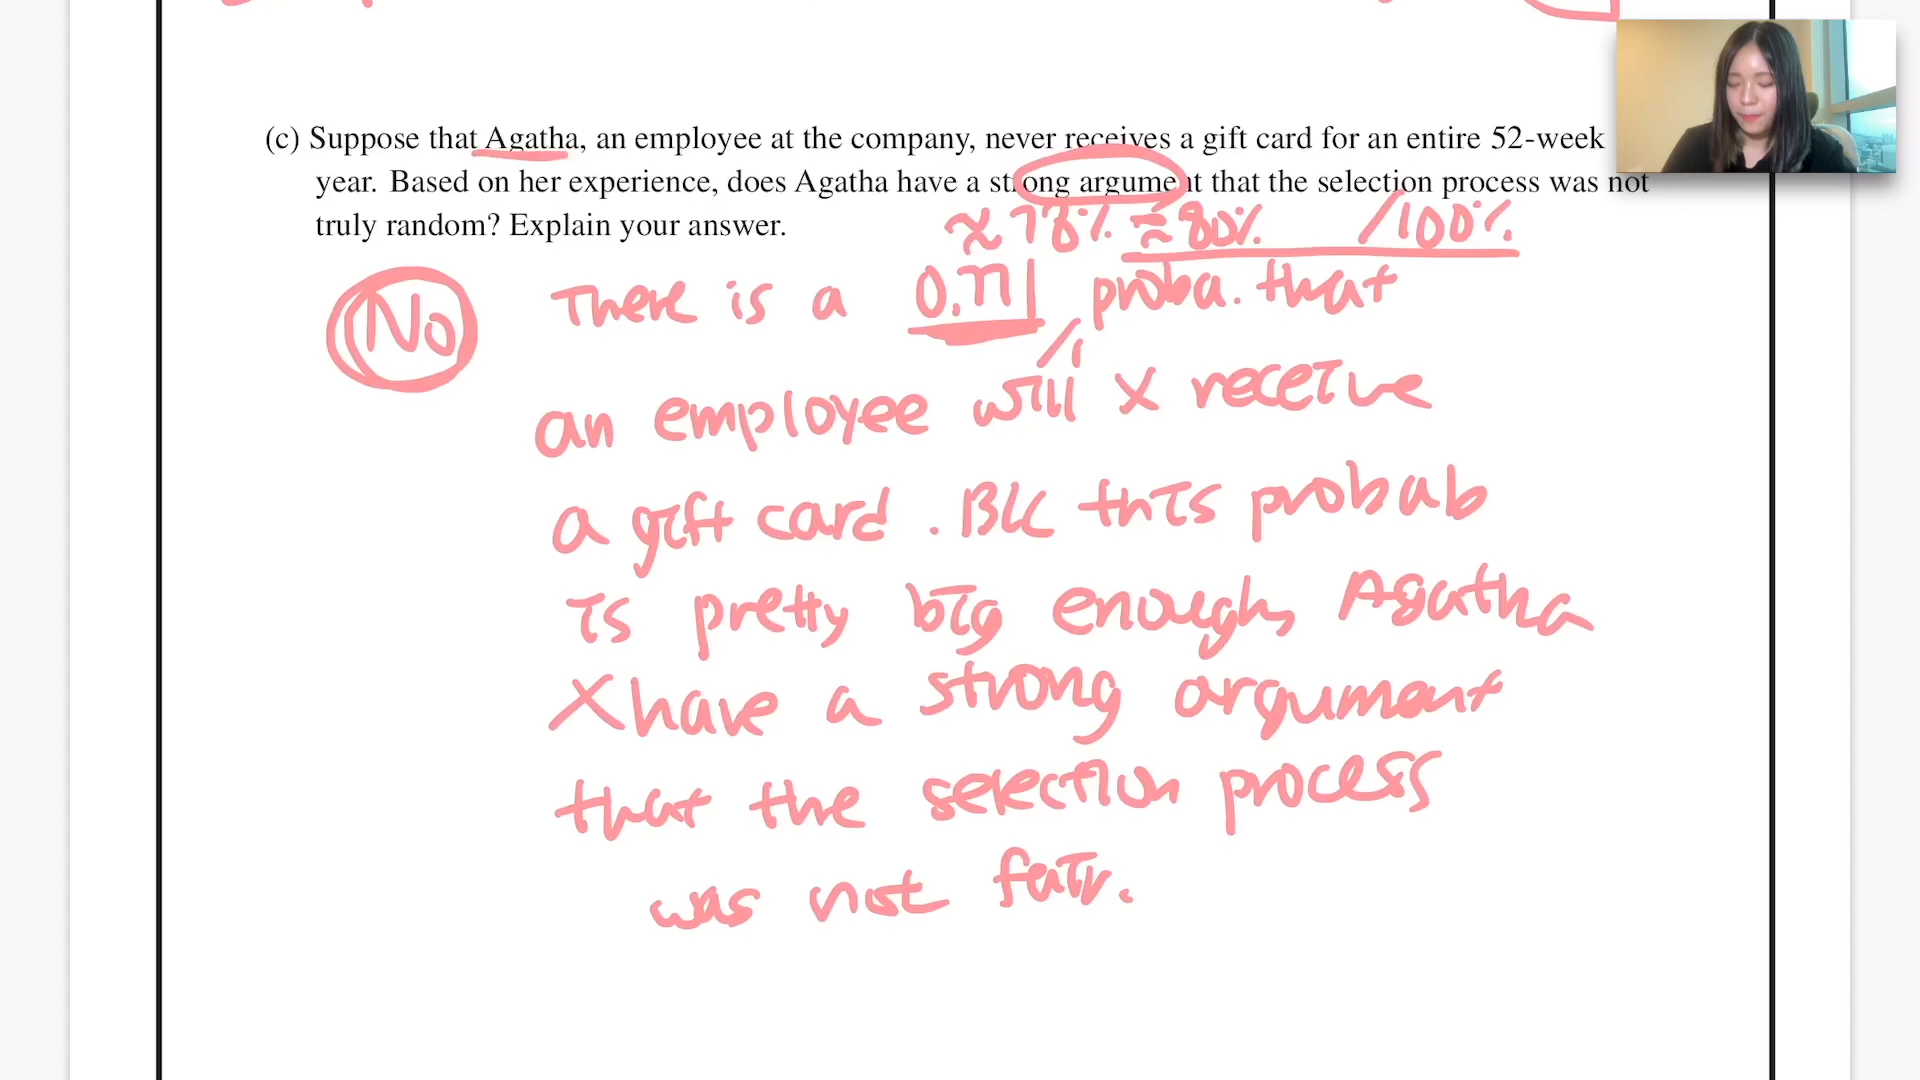 (c) Suppose that Agatha, an employee at the company, never receives a gift card for an entire 52-week
year. Based on her experience, does Agatha have a strong argument that the selection process was not
truly random? Explain your answer.
≈78% ≈80% /100%
No There is a 0.771 proba. that
/1
an employee will X receive
a gift card. B/c this probab
is pretty big enough, Agatha
X have a strong argument
that the selection process
was not fair.